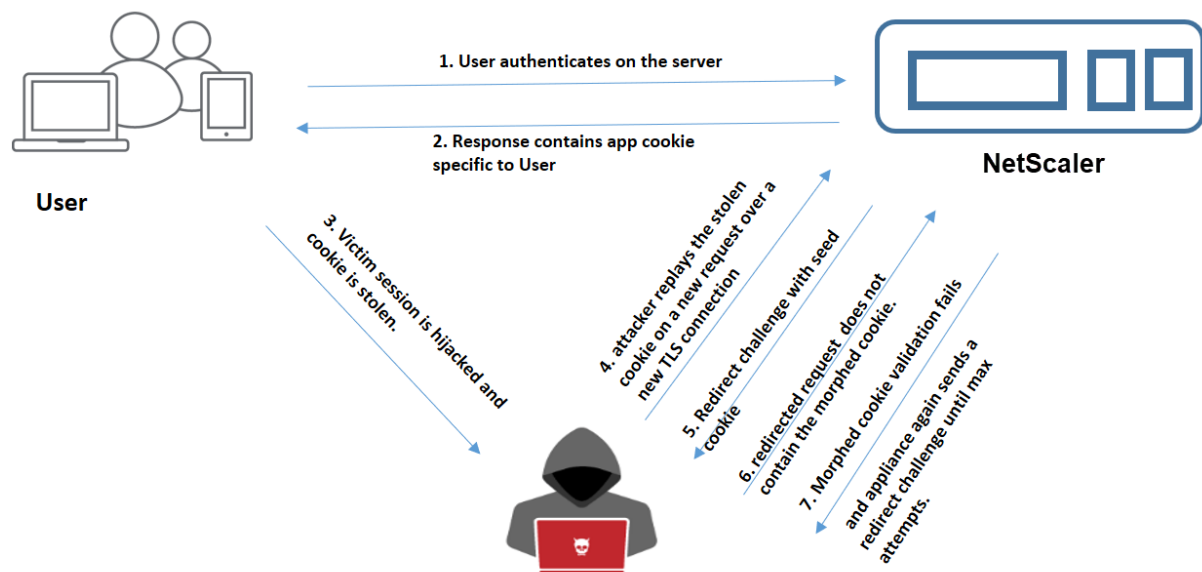 1. User authenticates on the server
2. Response contains app cookie
specific to User
User
NetScaler
3. Victim session is hijacked and
cookie is stolen.
4. attacker replays the stolen
cookie on a new request over a
new TLS connection
5. Redirect challenge with seed
cookie
6. redirected request does not
contain the morphed cookie.
7. Morphed cookie validation fails
and appliance again sends a
redirect challenge until max
attempts.